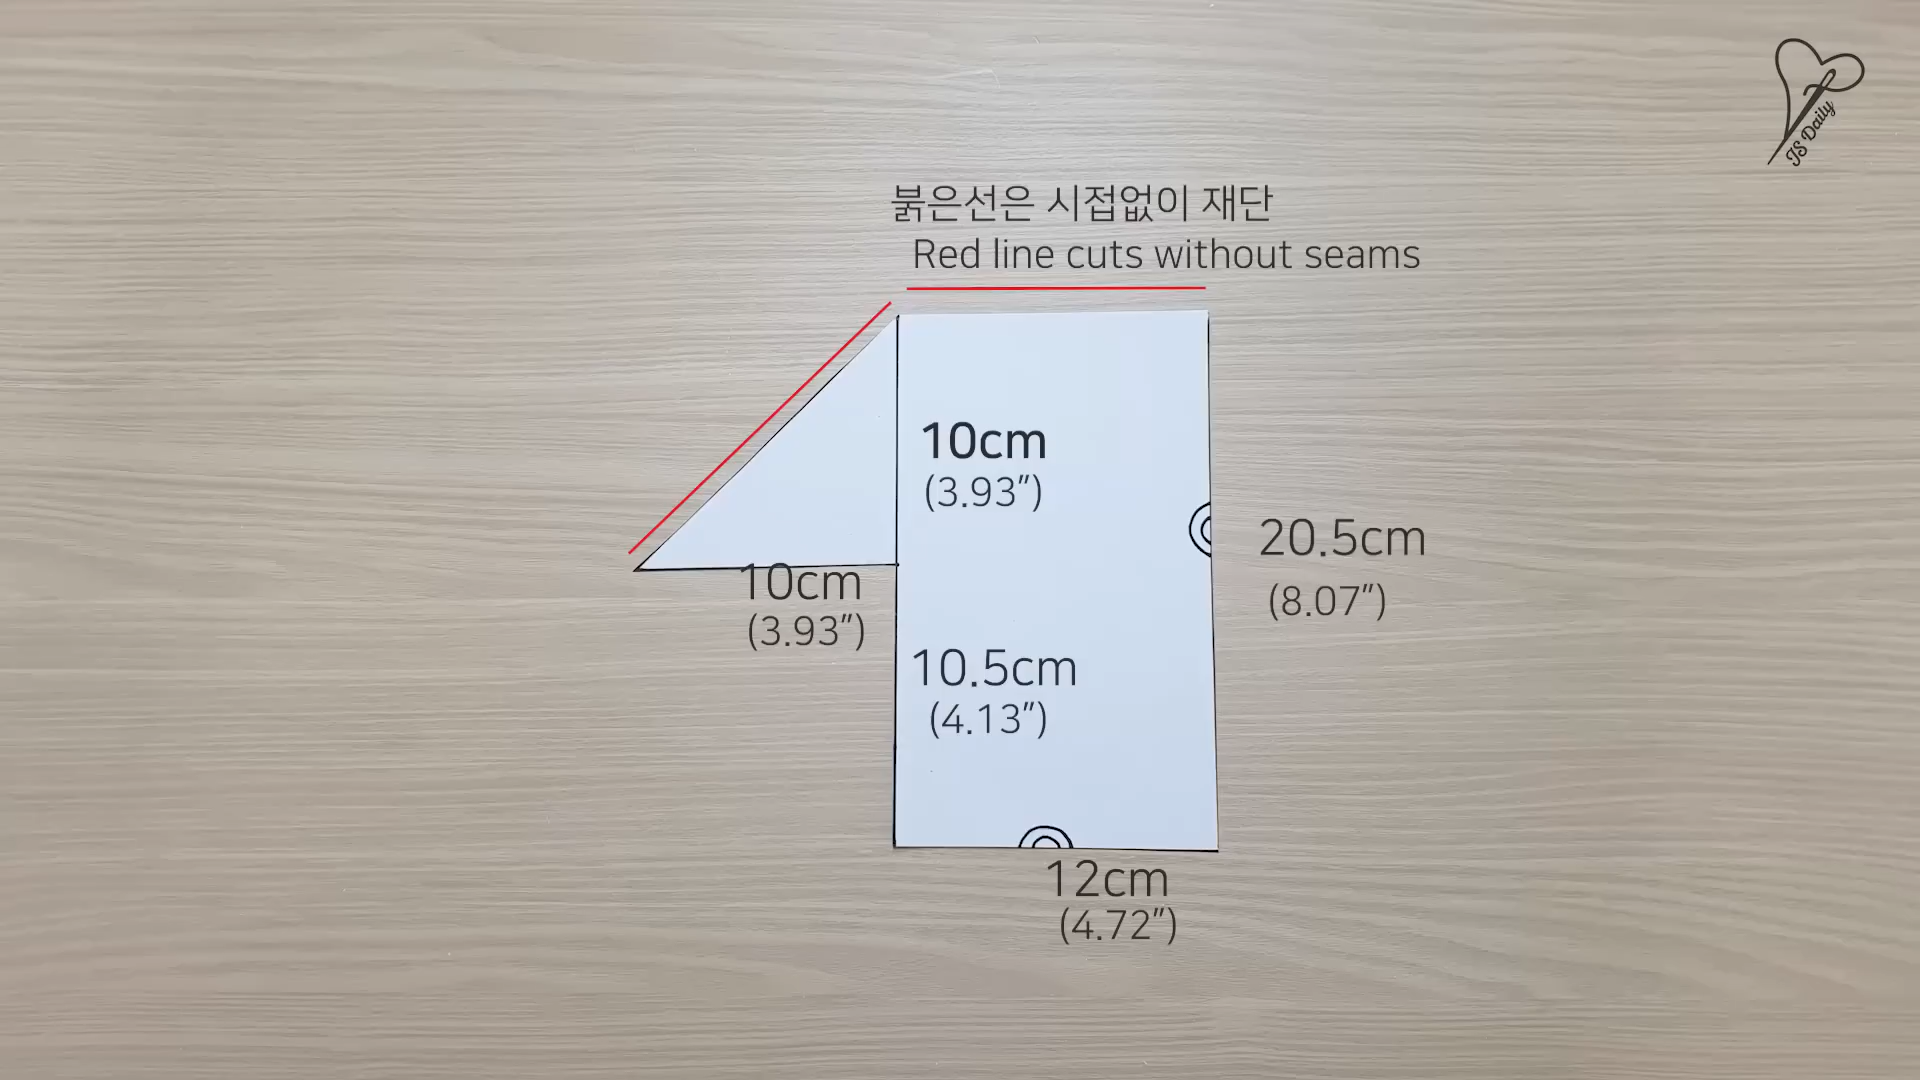 JS Daily
붉은선은 시접없이 재단
Red line cuts without seams
10cm
(3.93")
20.5cm
(8.07")
10cm
(3.93")
10.5cm
(4.13")
12cm
(4.72")